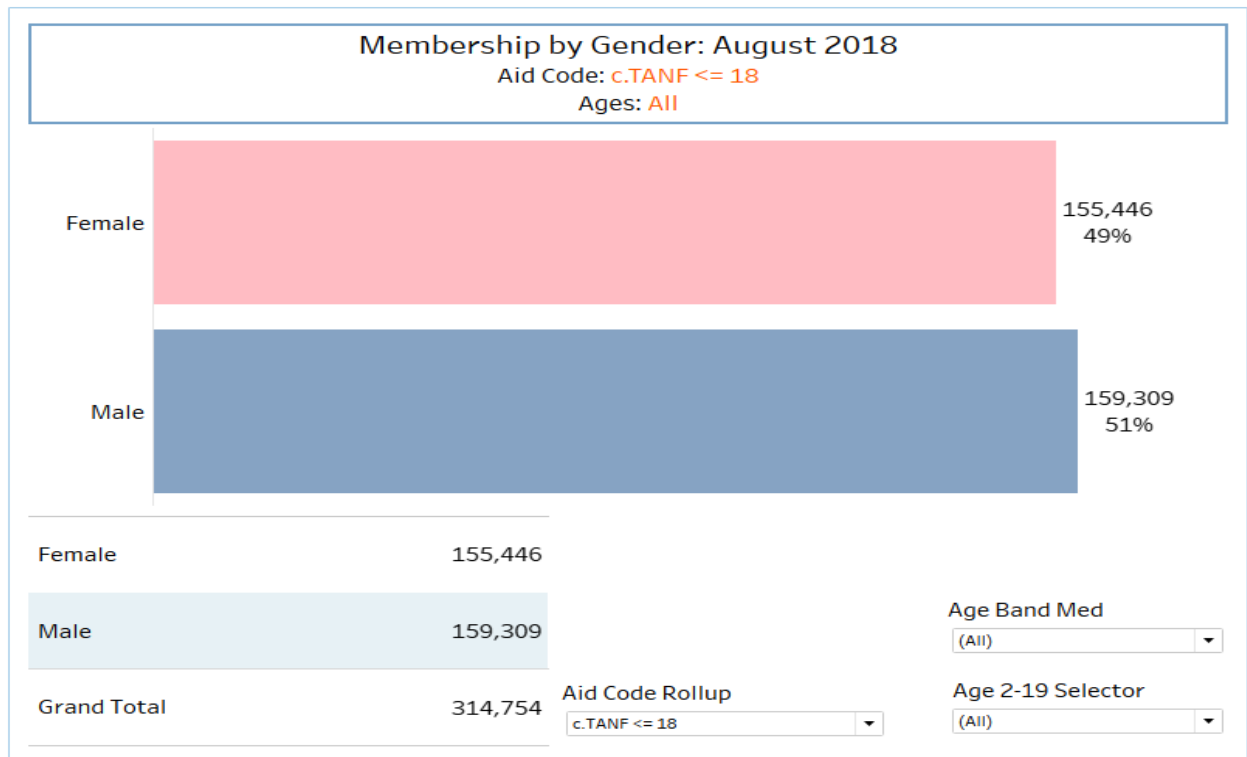 Membership by Gender: August 2018
Aid Code: c.TANF <= 18
Ages: All
Female
155,446
49%
Male
159,309
51%
Female 155,446
Male 159,309
Grand Total 314,754
Aid Code Rollup
c.TANF <= 18
Age Band Med
(All)
Age 2-19 Selector
(All)